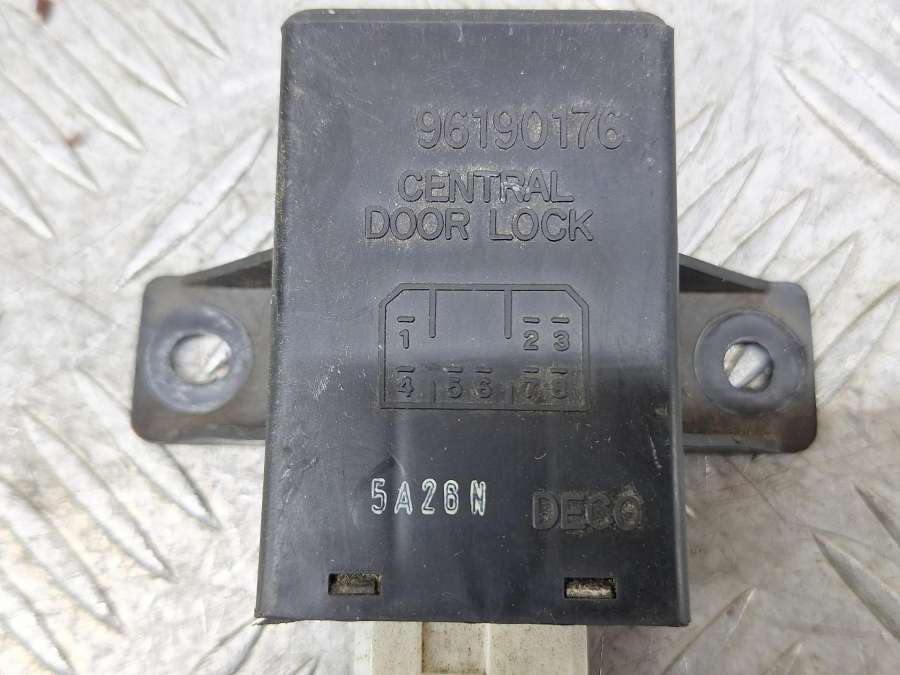 96190176
CENTRAL
DOOR LOCK
1 2 3
4 5 6 7 8
5A26N DECO